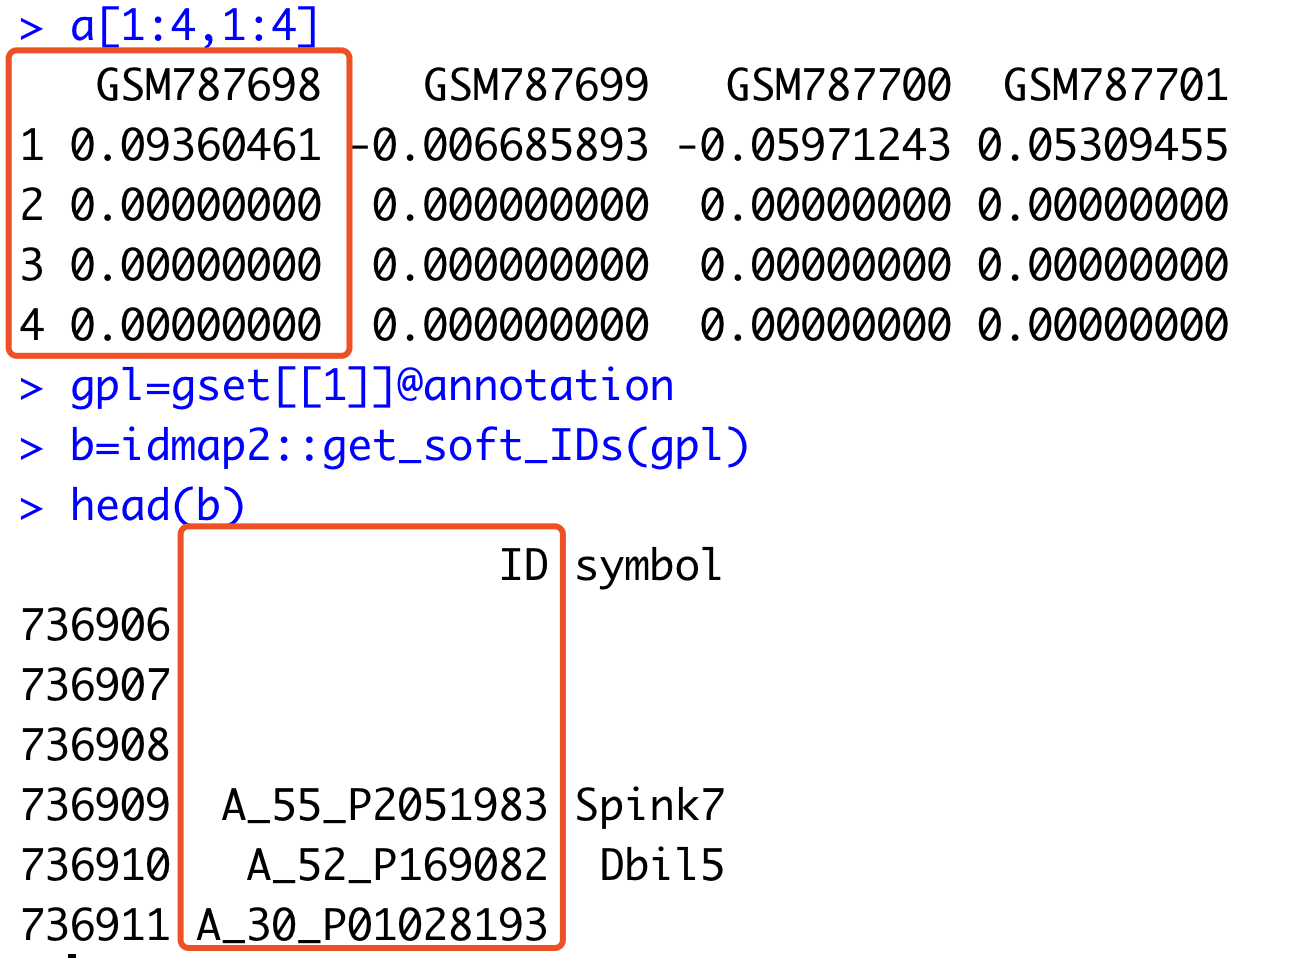 > a[1:4,1:4]
GSM787698 GSM787699 GSM787700 GSM787701
1 0.09360461 -0.006685893 -0.05971243 0.05309455
2 0.00000000 0.000000000 0.00000000 0.00000000
3 0.00000000 0.000000000 0.00000000 0.00000000
4 0.00000000 0.000000000 0.00000000 0.00000000
> gpl=gset[[1]]@annotation
> b=idmap2::get_soft_IDs(gpl)
> head(b)
ID symbol
736906
736907
736908
736909 A_55_P2051983 Spink7
736910 A_52_P169082 Dbil5
736911 A_30_P01028193